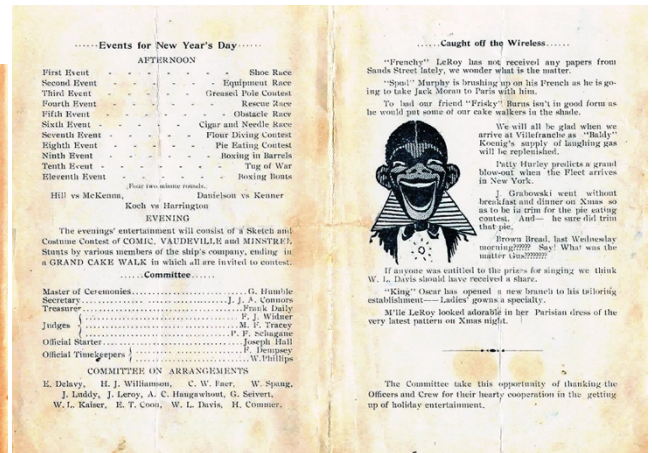 ......Events for New Year's Day......
AFTERNOON
First Event - - - - - - Shoe Race
Second Event - - - - - Equipment Race
Third Event - - - - Greased Pole Contest
Fourth Event - - - - - Rescue Race
Fifth Event - - - - - Obstacle Race
Sixth Event - - - - Cigar and Needle Race
Seventh Event - - - - Flour Diving Contest
Eighth Event - - - - Pie Eating Contest
Ninth Event - - - - Boxing in Barrels
Tenth Event - - - - - Tug of War
Eleventh Event - - - - - Boxing Bouts
Four two minute rounds.
Hill vs McKenna, Danielson vs Kenner
Koch vs Harrington
EVENING
The evenings' entertainment will consist of a Sketch and
Costume Contest of COMIC, VAUDEVILLE and MINSTREL
Stunts by various members of the ship's company, ending in
a GRAND CAKE WALK in which all are invited to contest.
......Committee......
Master of Ceremonies...G. Humble
Secretary...J. J. A. Connors
Treasurer...Frank Daily
Judges F. J. Widner
M. F. Tracey
P. F. Schagane
Official Starter...Joseph Hall
Official Timekeepers F. Dempsey
W. Phillips
COMMITTEE ON ARRANGEMENTS
E. Delavy, H. J. Williamson, C. W. W. Spang,
J. Luddy, J. Leroy, A. C. Haugawhont, G. Seivert,
W. L. Kaiser, E. T. Coon, W. L. Davis, H. Commer.
......Caught off the Wireless......
"Frenchy" LeRoy has not received any papers from
Sands Street lately, we wonder what is the matter.
"Spud" Murphy is brushing up on his French as he is go-
ing to take Jack Moran to Paris with him.
To bad our friend "Frisky" Burns isn't in good form as
he would put some of our cake walkers in the shade.
We will all be glad when we
arrive at Villefranche as "Baldy"
Koenig's supply of laughing gas
will be replenished.
Patty Hurley predicts a grand
blow-out when the Fleet arrives
in New York.
J. Grabowski went without
breakfast and dinner on Xmas so
as to be in trim for the pie eating
contest. And— he sure did trim
that pie.
Brown Bread, last Wednesday
morning?????? Say! What was the
matter Gus????????
If anyone was entitled to the prizes for singing we think
W. L. Davis should have received a share.
"King" Oscar has opened a new branch to his tailoring
establishment—Ladies' gowns a specialty.
M'lle LeRoy looked adorable in her Parisian dress of the
very latest pattern on Xmas night.
The Committee take this opportunity of thanking the
Officers and Crew for their hearty cooperation in the getting
up of holiday entertainment.